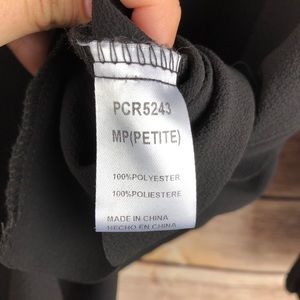 PCR5243
MP(PETITE)
100%POLYESTER
100%POLIESTERE
MADE IN CHINA
HECHO EN CHINA